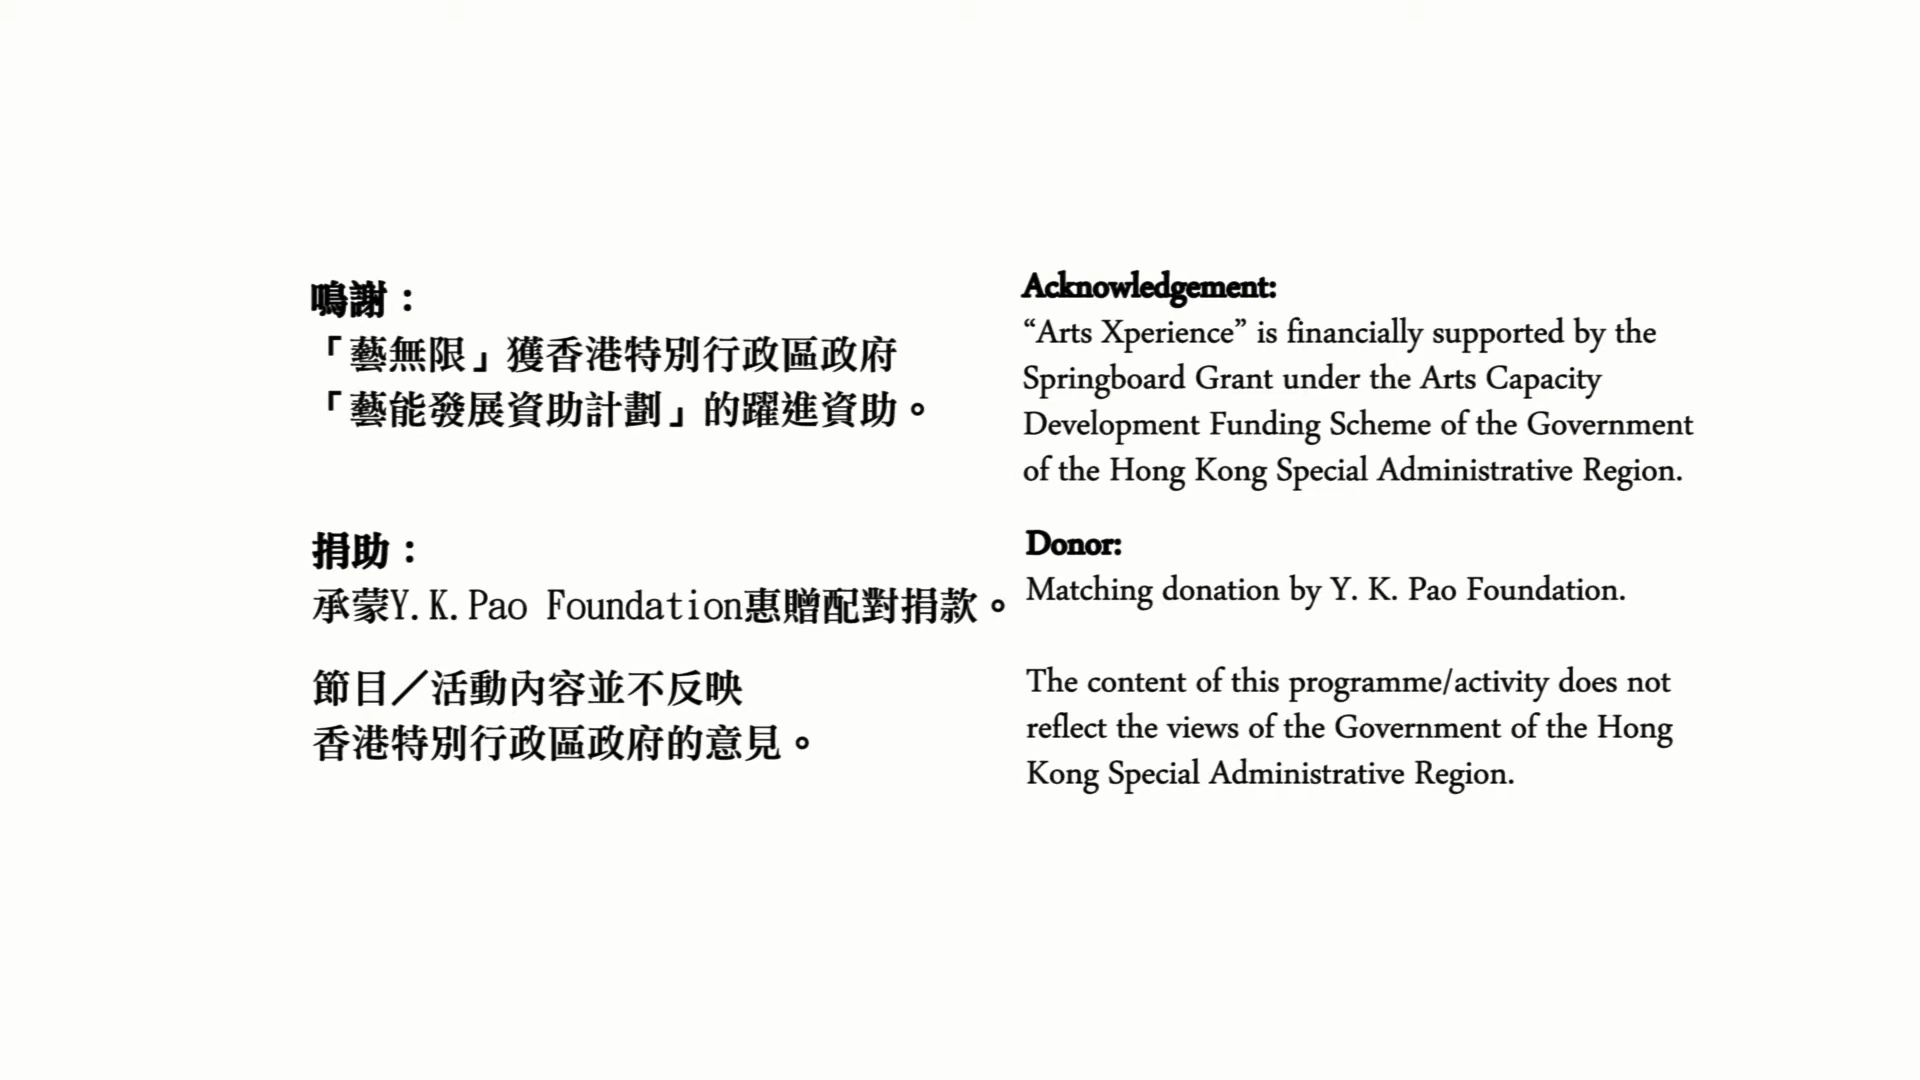 鳴謝：
「藝無限」獲香港特別行政區政府
「藝能發展資助計劃」的躍進資助。
捐助：
承蒙Y.K.Pao Foundation惠贈配對捐款。
節目／活動內容並不反映
香港特別行政區政府的意見。
Acknowledgement:
“Arts Xperience” is financially supported by the
Springboard Grant under the Arts Capacity
Development Funding Scheme of the Government
of the Hong Kong Special Administrative Region.
Donor:
Matching donation by Y. K. Pao Foundation.
The content of this programme/activity does not
reflect the views of the Government of the Hong
Kong Special Administrative Region.